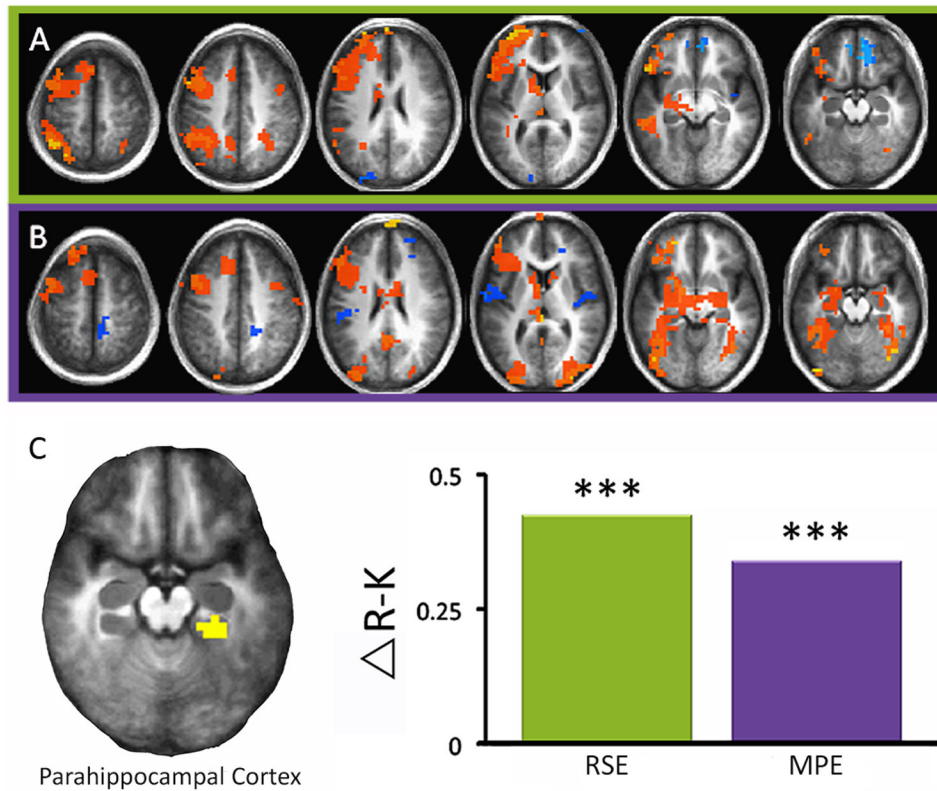 A
B
C
Parahippocampal Cortex
△R-K
0.5
0.25
0
***
***
RSE
MPE